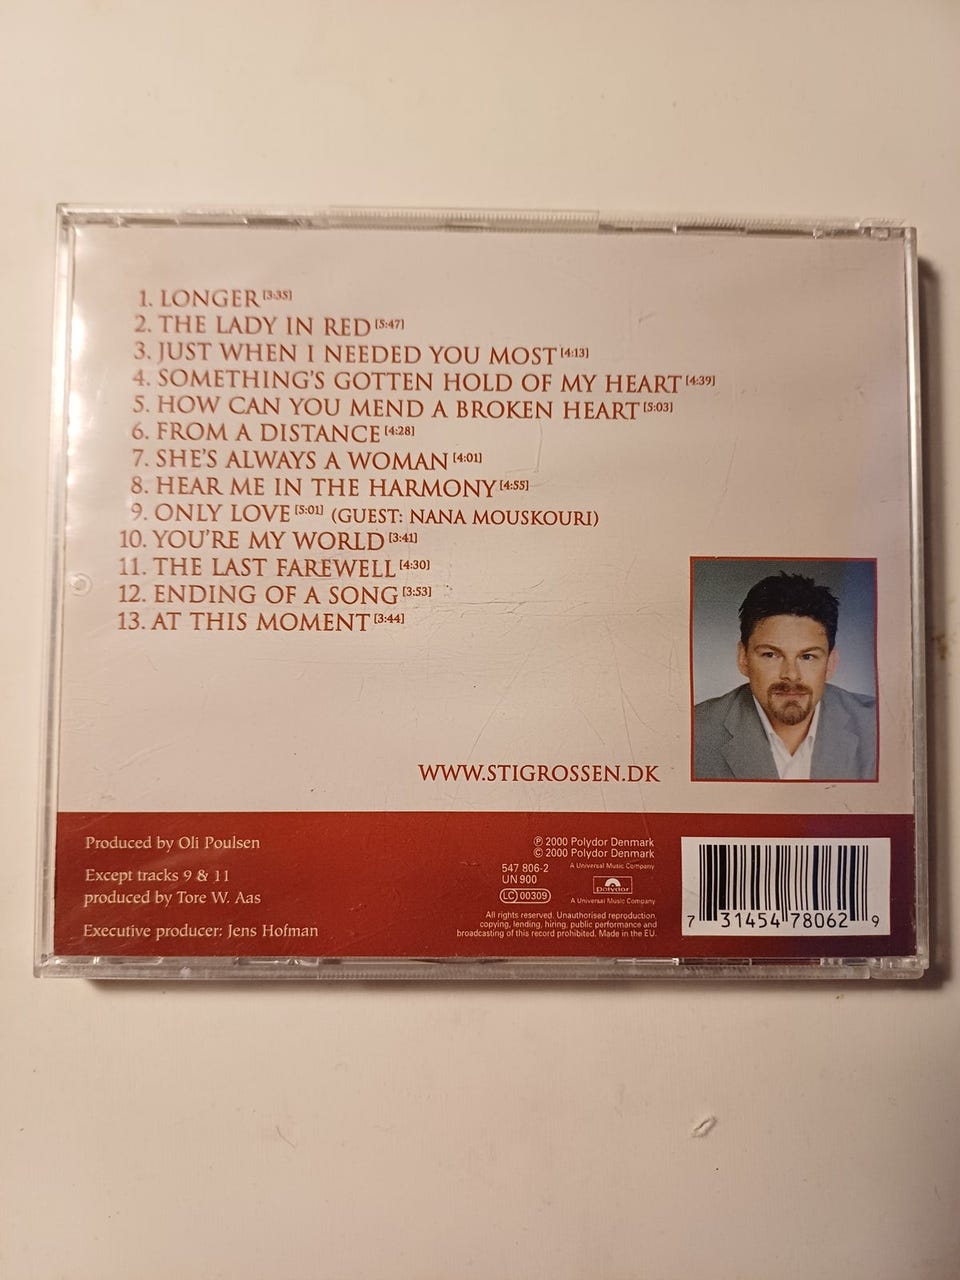 1. LONGER [3:35]
2. THE LADY IN RED [5:47]
3. JUST WHEN I NEEDED YOU MOST [4:13]
4. SOMETHING'S GOTTEN HOLD OF MY HEART [4:39]
5. HOW CAN YOU MEND A BROKEN HEART [5:03]
6. FROM A DISTANCE [4:28]
7. SHE'S ALWAYS A WOMAN [4:01]
8. HEAR ME IN THE HARMONY [4:55]
9. ONLY LOVE [5:01] (GUEST: NANA MOUSKOURI)
10. YOU'RE MY WORLD [3:41]
11. THE LAST FAREWELL [4:30]
12. ENDING OF A SONG [3:53]
13. AT THIS MOMENT [3:44]
WWW.STIGROSSEN.DK
Produced by Oli Poulsen
Except tracks 9 & 11
produced by Tore W. Aas
Executive producer: Jens Hofman
℗ 2000 Polydor Denmark
© 2000 Polydor Denmark
A Universal Music Company
547 806-2
UN 900
LC 00309
Polydor
A Universal Music Company
All rights reserved. Unauthorised reproduction,
copying, lending, hiring, public performance and
broadcasting of this record prohibited. Made in the EU.
7 31454 78062 9